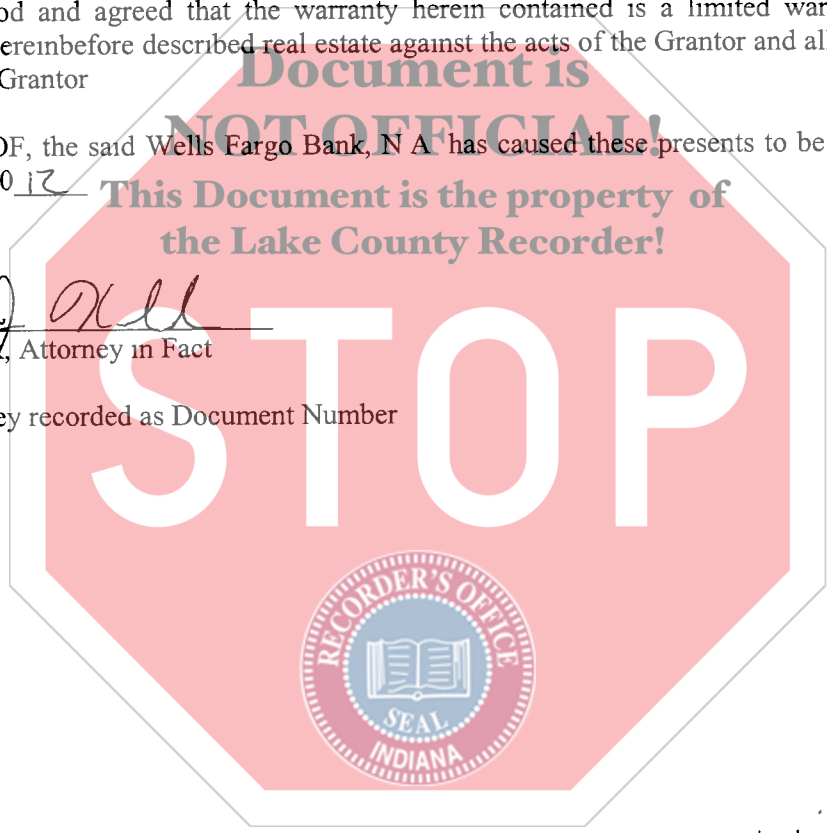 od and agreed that the warranty herein contained is a limited war
ereinbefore described real estate against the acts of the Grantor and al
Grantor
Document is
NOT OFFICIAL!
OF, the said Wells Fargo Bank, N A has caused these presents to be
0 12
This Document is the property of
the Lake County Recorder!
, Attorney in Fact
ey recorded as Document Number
STOP
RECORDER'S OFFICE
SEAL
INDIANA